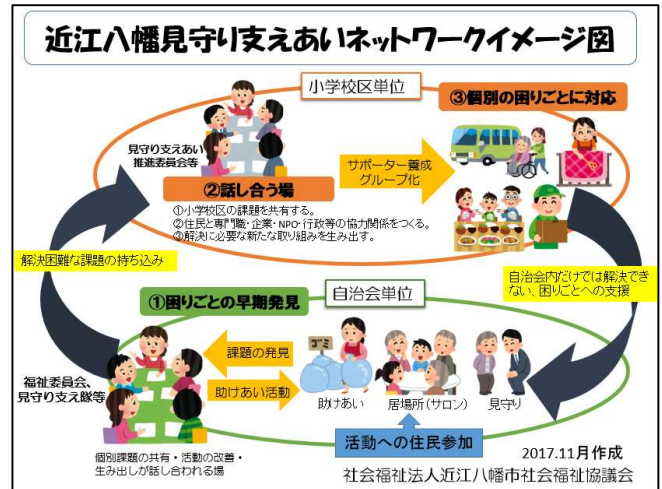 近江八幡見守り支えあいネットワークイメージ図
小学校区単位
③個別の困りごとに対応
見守り支えあい
推進委員会等
サポーター養成
グループ化
②話し合う場
①小学校区の課題を共有する。
②住民と専門職・企業・NPO・行政等の協力関係をつくる。
③解決に必要な新たな取り組みを生み出す。
解決困難な課題の持ち込み
自治会内だけでは解決でき
ない、困りごとへの支援
①困りごとの早期発見
自治会単位
ゴミ
課題の発見
福祉委員会、
見守り支え隊等
助けあい活動
助けあい
居場所(サロン)
見守り
活動への住民参加
個別課題の共有・活動の改善・
生み出しが話し合われる場
2017.11月作成
社会福祉法人近江八幡市社会福祉協議会